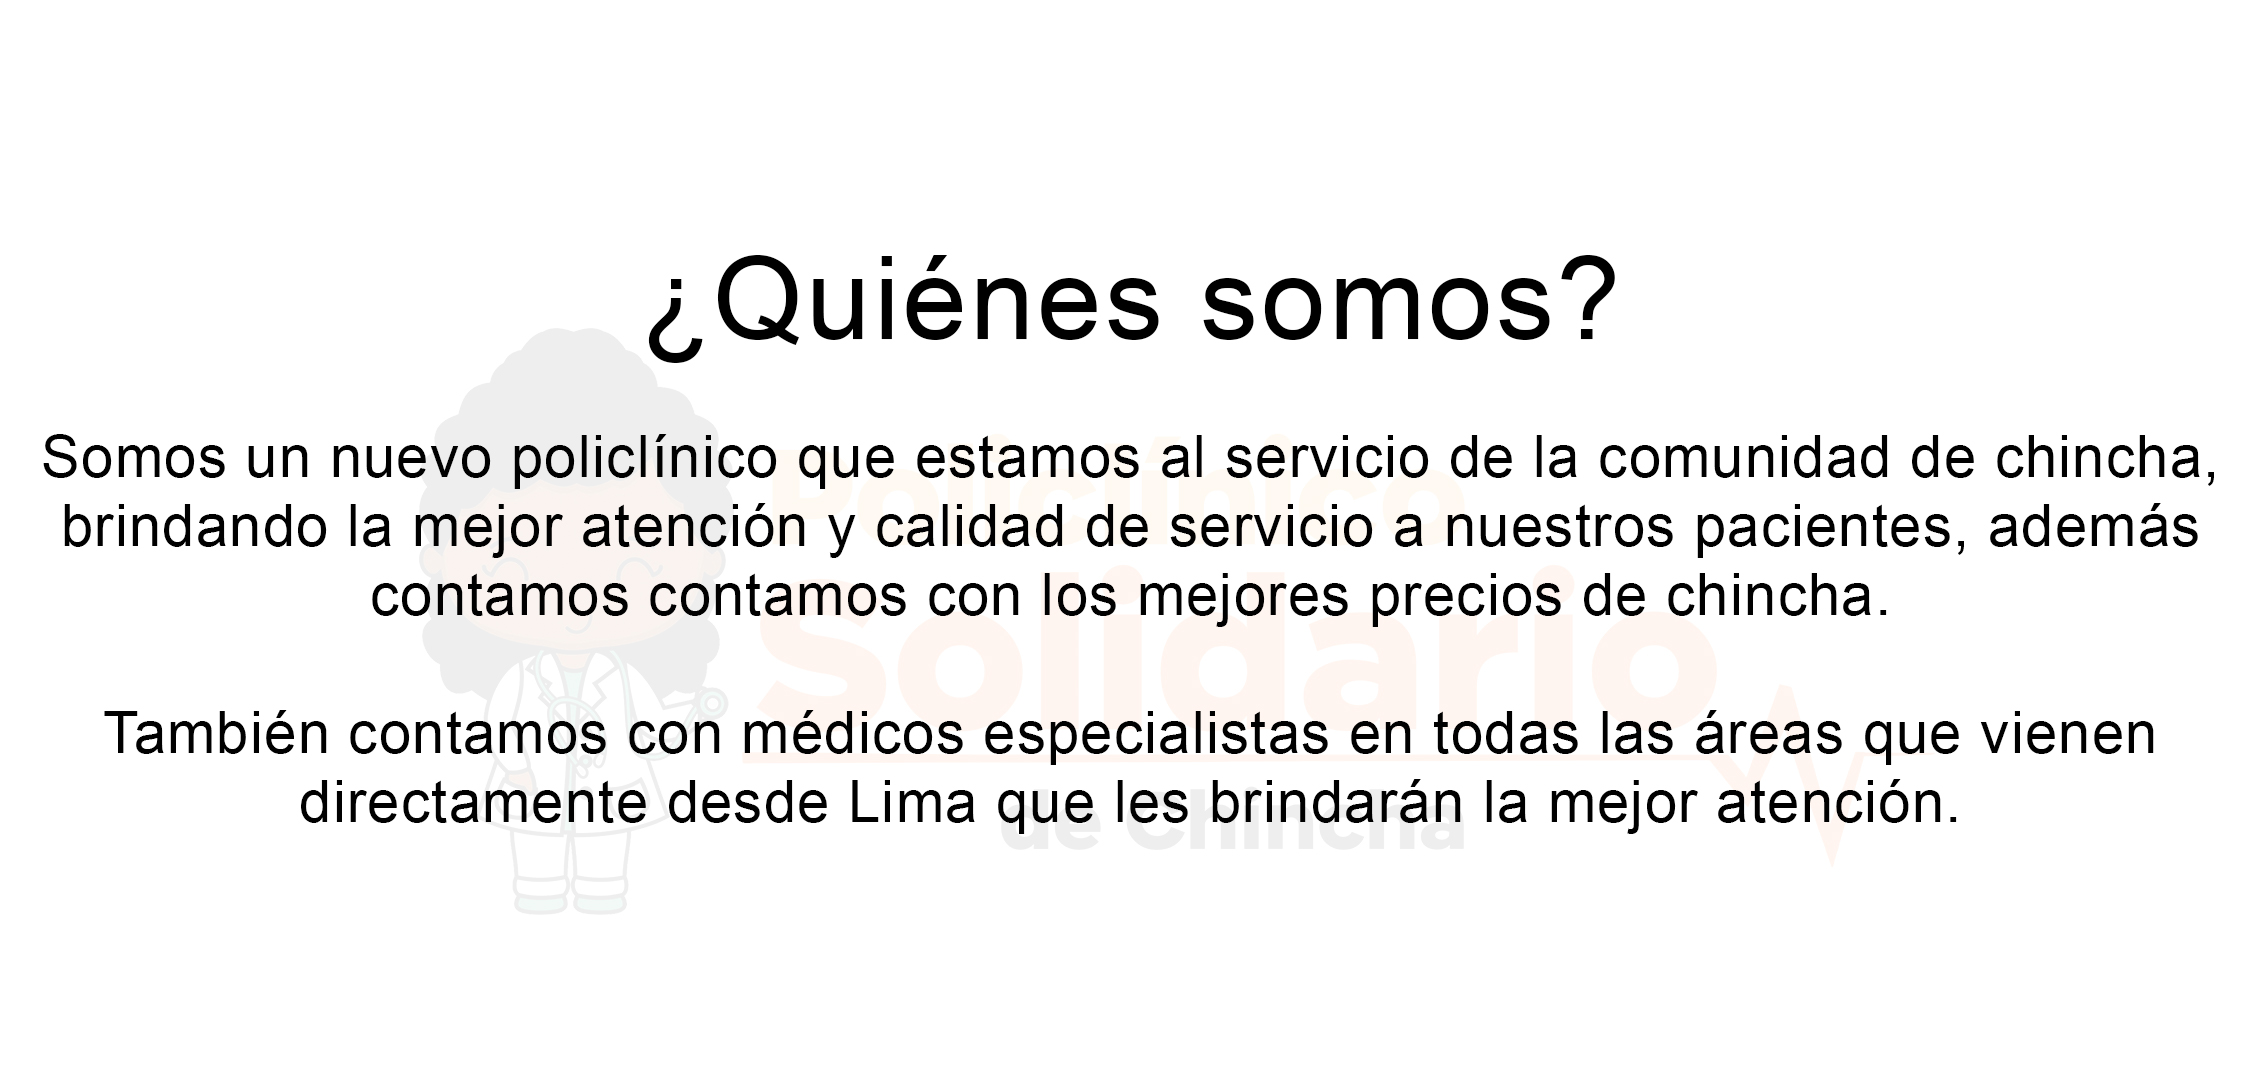 ¿Quiénes somos?
Somos un nuevo policlínico que estamos al servicio de la comunidad de chincha,
brindando la mejor atención y calidad de servicio a nuestros pacientes, además
contamos contamos con los mejores precios de chincha.
También contamos con médicos especialistas en todas las áreas que vienen
directamente desde Lima que les brindarán la mejor atención.
Policlínico
Solidario
de Chincha